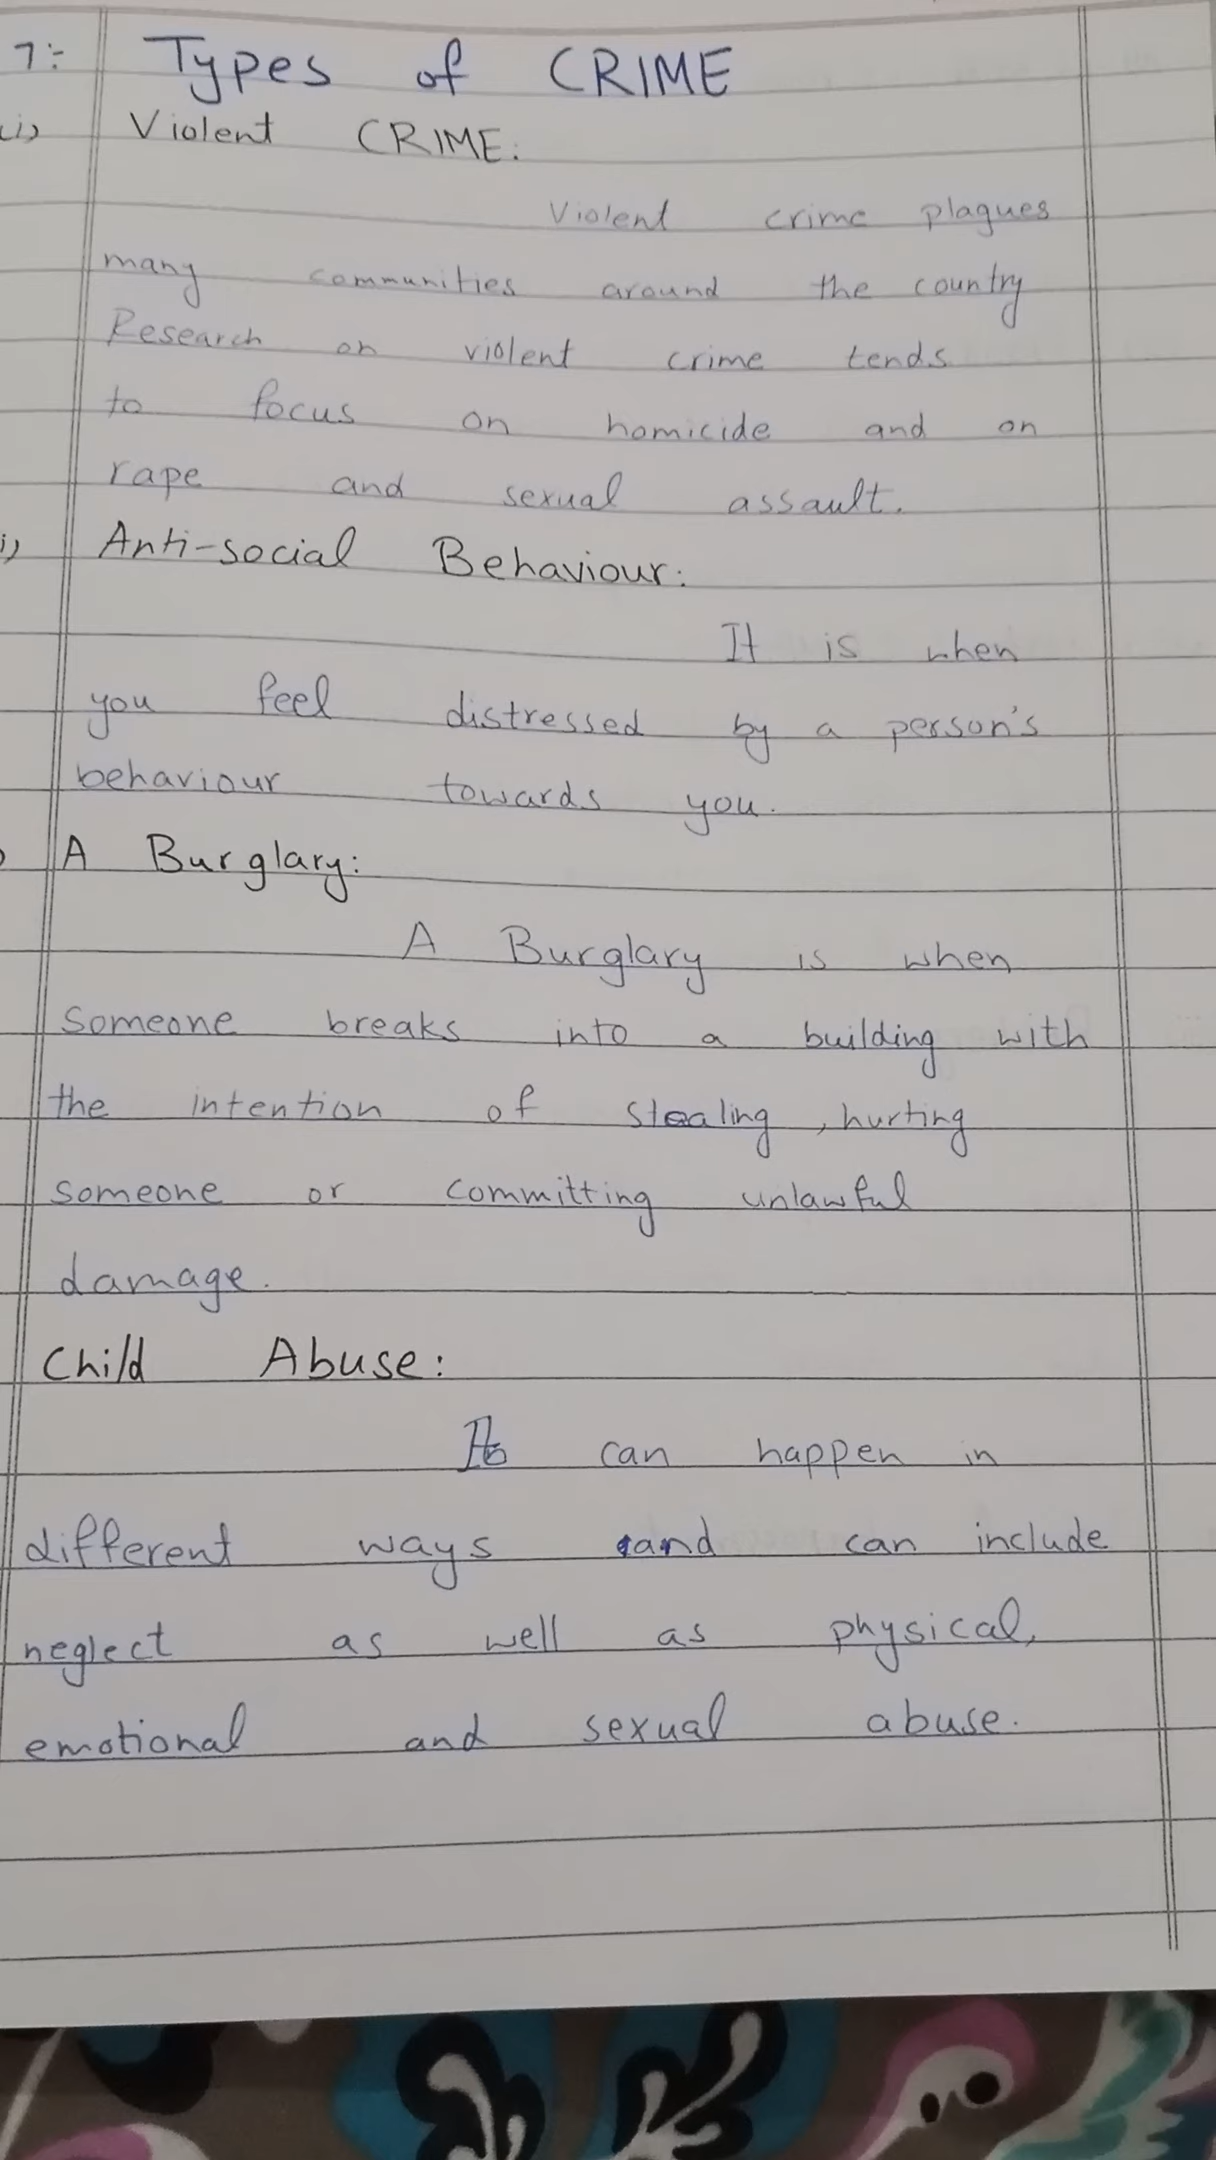 7:- Types of CRIME
(i) Violent CRIME:
Violent crime plagues
many communities around the country
Research on violent crime tends
to focus on homicide and on
rape and sexual assault.
i) Anti-social Behaviour:
It is when
you feel distressed by a person's
behaviour towards you.
A Burglary:
A Burglary is when
someone breaks into a building with
the intention of stealing, hurting
someone or committing unlawful
damage.
Child Abuse:
It can happen in
different ways and can include
neglect as well as physical,
emotional and sexual abuse.